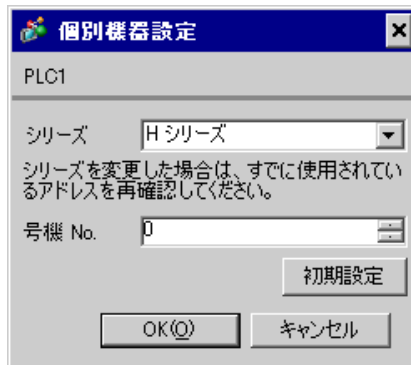 個別機器設定
PLC1
シリーズ H シリーズ
シリーズを変更した場合は、すでに使用されてい
るアドレスを再確認してください。
号機 No. 0
初期設定
OK(O) キャンセル